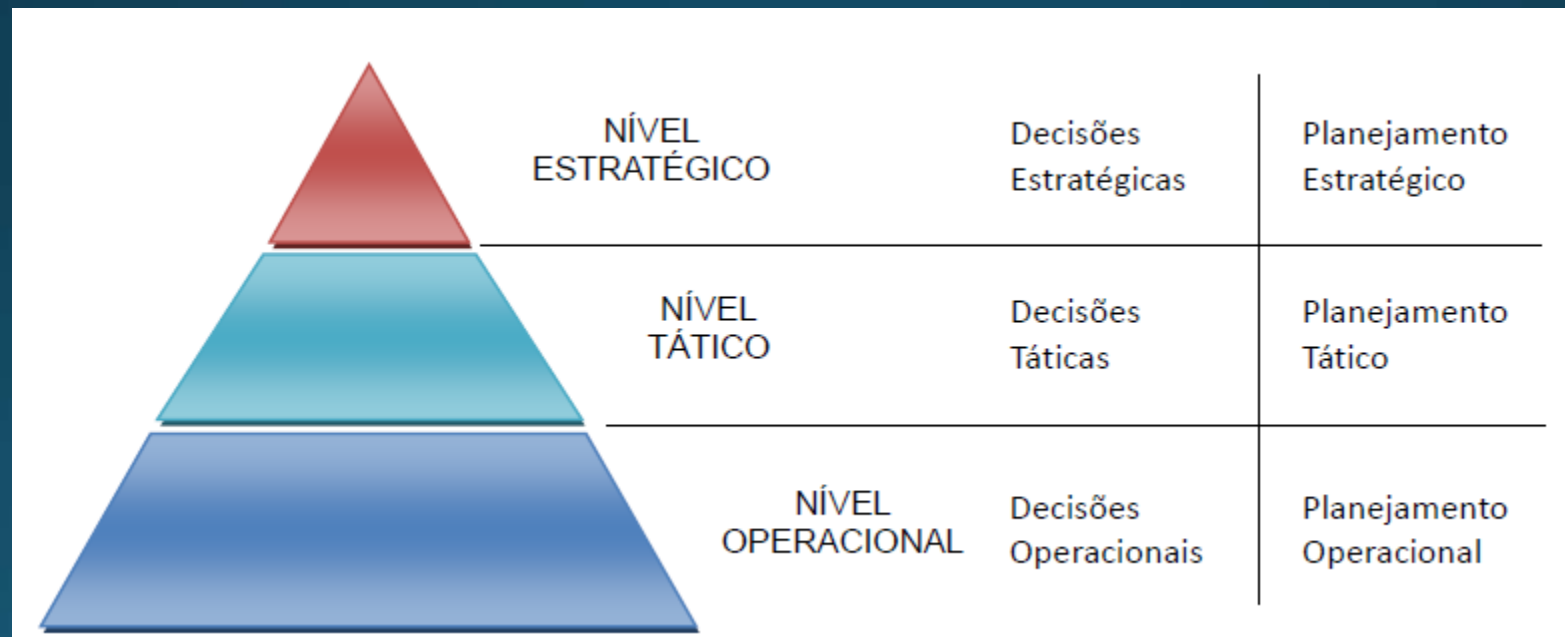 NÍVEL
ESTRATÉGICO
Decisões
Estratégicas
Planejamento
Estratégico
NÍVEL
TÁTICO
Decisões
Táticas
Planejamento
Tático
NÍVEL
OPERACIONAL
Decisões
Operacionais
Planejamento
Operacional